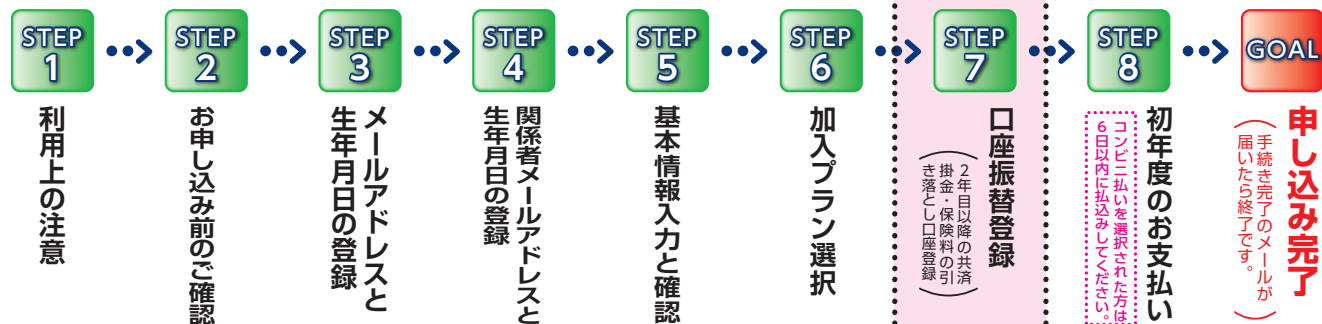 STEP
1
利用上の注意
STEP
2
お申し込み前のご確認
STEP
3
メールアドレスと
生年月日の登録
STEP
4
関係者メールアドレスと
生年月日の登録
STEP
5
基本情報入力と確認
STEP
6
加入プラン選択
STEP
7
口座振替登録
（２年目以降の共済
掛金・保険料の引
き落とし口座登録）
STEP
8
初年度のお支払い
コンビニ払いを選択された方は
６日以内に払込みしてください。
GOAL
申し込み完了
（手続き完了のメールが
届いたら終了です。）